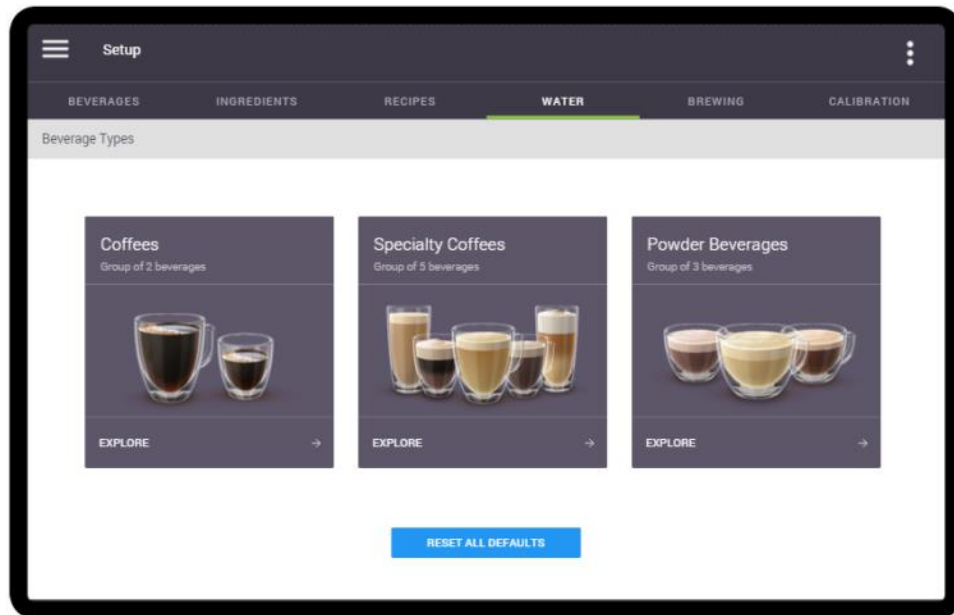 Setup
BEVERAGES INGREDIENTS RECIPES WATER BREWING CALIBRATION
Beverage Types
Coffees
Group of 2 beverages
EXPLORE
Specialty Coffees
Group of 5 beverages
EXPLORE
Powder Beverages
Group of 3 beverages
EXPLORE
RESET ALL DEFAULTS